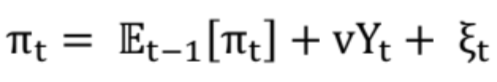 πₜ = 𝔼ₜ₋₁[πₜ] + vYₜ + ξₜ